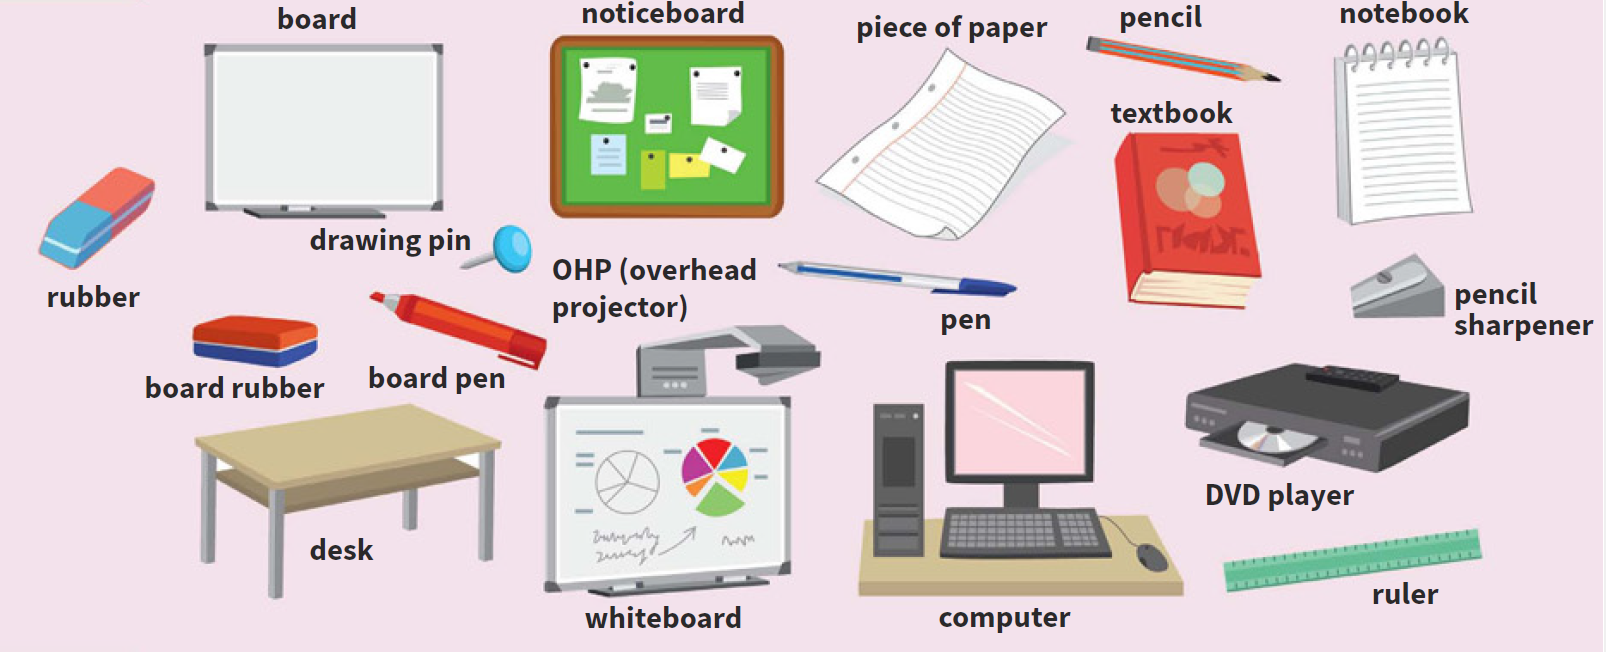 board
noticeboard
piece of paper
pencil
notebook
textbook
rubber
drawing pin
OHP (overhead
projector)
pen
pencil
sharpener
board rubber
board pen
desk
whiteboard
computer
DVD player
ruler